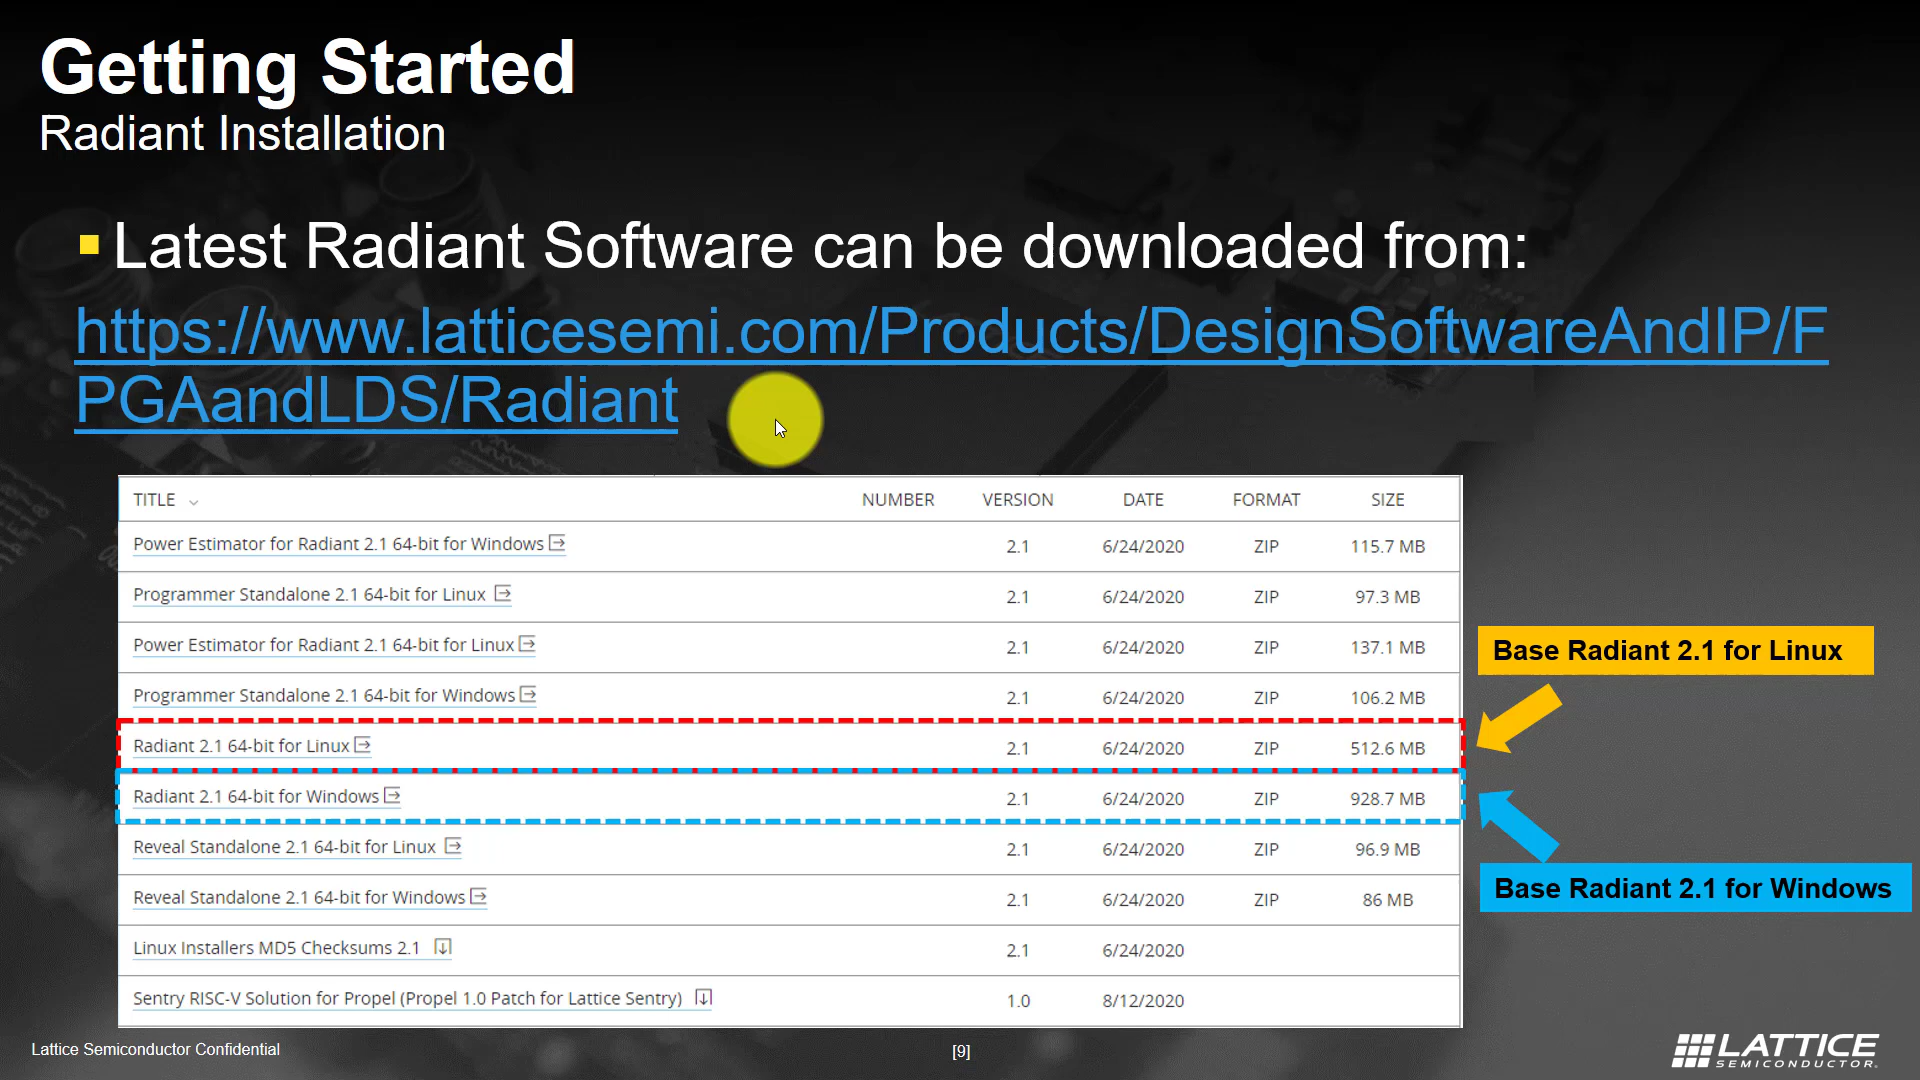 Getting Started
Radiant Installation
Latest Radiant Software can be downloaded from:
https://www.latticesemi.com/Products/DesignSoftwareAndIP/F
PGAandLDS/Radiant
TITLE NUMBER VERSION DATE FORMAT SIZE
Power Estimator for Radiant 2.1 64-bit for Windows 2.1 6/24/2020 ZIP 115.7 MB
Programmer Standalone 2.1 64-bit for Linux 2.1 6/24/2020 ZIP 97.3 MB
Power Estimator for Radiant 2.1 64-bit for Linux 2.1 6/24/2020 ZIP 137.1 MB
Programmer Standalone 2.1 64-bit for Windows 2.1 6/24/2020 ZIP 106.2 MB
Radiant 2.1 64-bit for Linux 2.1 6/24/2020 ZIP 512.6 MB
Radiant 2.1 64-bit for Windows 2.1 6/24/2020 ZIP 928.7 MB
Reveal Standalone 2.1 64-bit for Linux 2.1 6/24/2020 ZIP 96.9 MB
Reveal Standalone 2.1 64-bit for Windows 2.1 6/24/2020 ZIP 86 MB
Linux Installers MD5 Checksums 2.1 2.1 6/24/2020
Sentry RISC-V Solution for Propel (Propel 1.0 Patch for Lattice Sentry) 1.0 8/12/2020
Base Radiant 2.1 for Linux
Base Radiant 2.1 for Windows
Lattice Semiconductor Confidential
[9]
LATTICE
SEMICONDUCTOR.